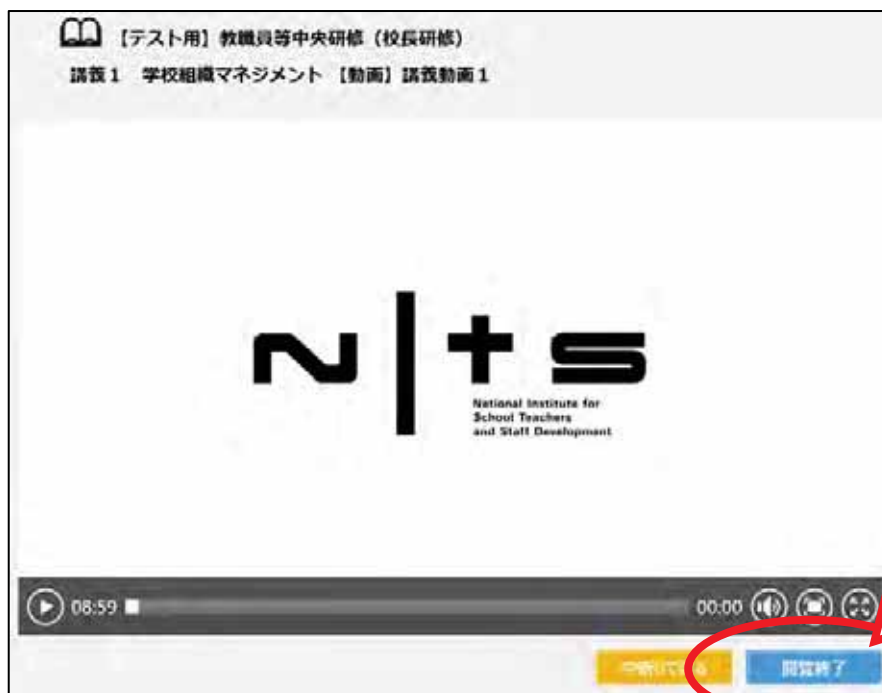 【テスト用】教職員等中央研修（校長研修）
講義１　学校組織マネジメント　【動画】講義動画１
NITS
National Institute for
School Teachers
and Staff Development
08:59
00:00
閲覧終了